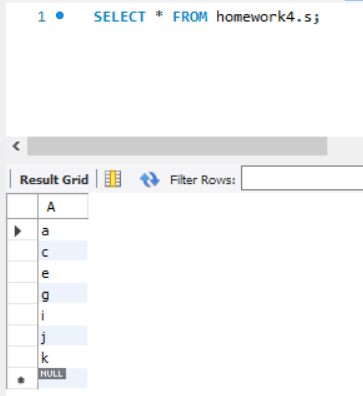 1 SELECT * FROM homework4.s;
Result Grid Filter Rows:
A
a
c
e
g
i
j
k
NULL